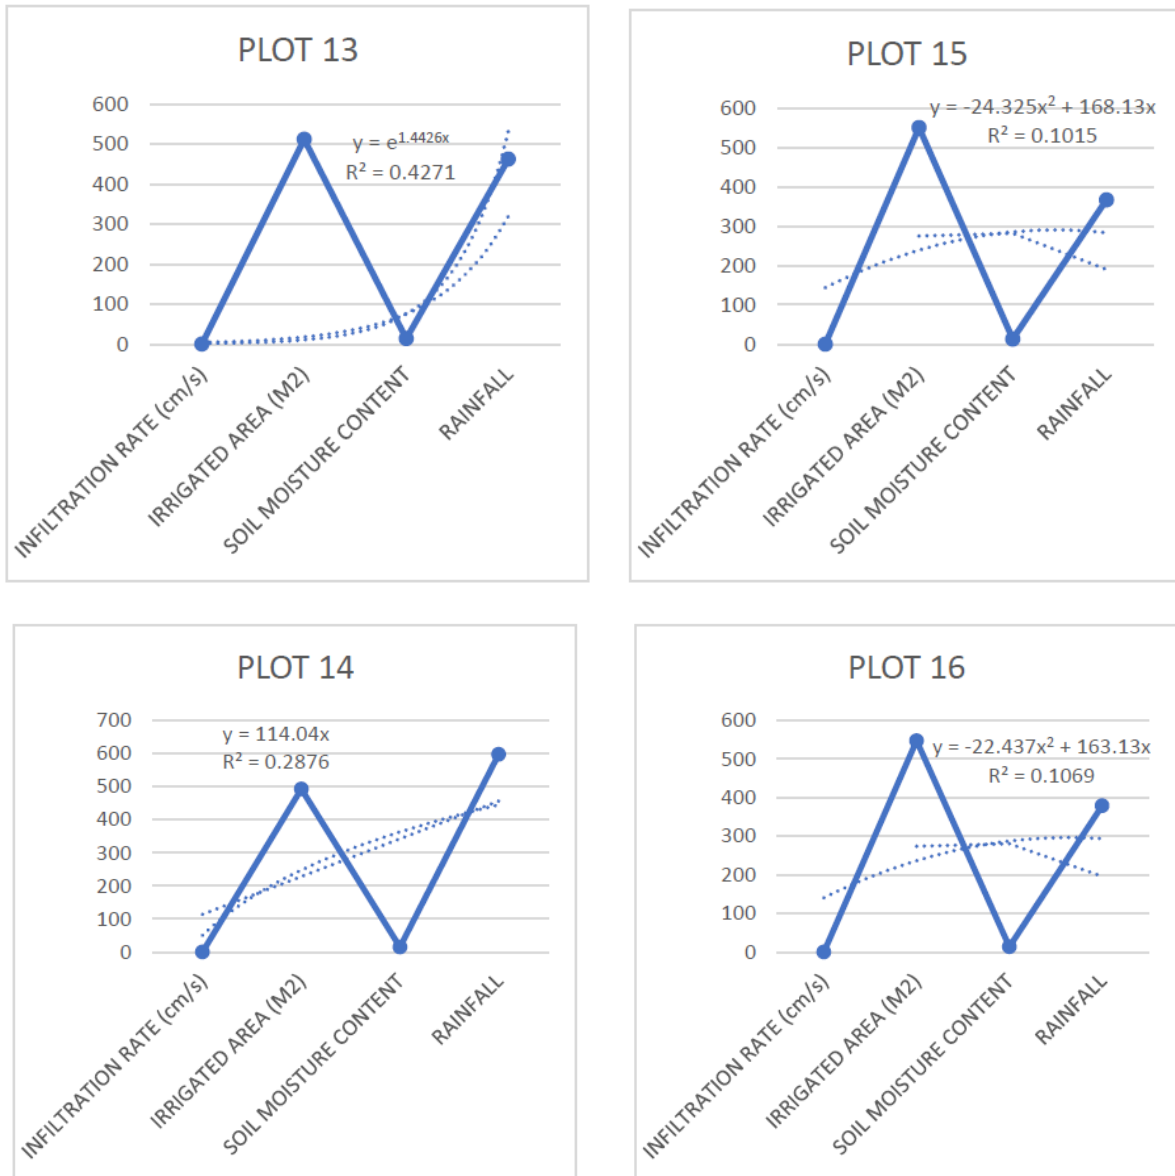 PLOT 13
600
500
400
300
200
100
0
y = e^1.4426x
R² = 0.4271
INFILTRATION RATE (cm/s)
IRRIGATED AREA (M2)
SOIL MOISTURE CONTENT
RAINFALL
PLOT 15
600
500
400
300
200
100
0
y = -24.325x² + 168.13x
R² = 0.1015
INFILTRATION RATE (cm/s)
IRRIGATED AREA (M2)
SOIL MOISTURE CONTENT
RAINFALL
PLOT 14
700
600
500
400
300
200
100
0
y = 114.04x
R² = 0.2876
INFILTRATION RATE (cm/s)
IRRIGATED AREA (M2)
SOIL MOISTURE CONTENT
RAINFALL
PLOT 16
600
500
400
300
200
100
0
y = -22.437x² + 163.13x
R² = 0.1069
INFILTRATION RATE (cm/s)
IRRIGATED AREA (M2)
SOIL MOISTURE CONTENT
RAINFALL